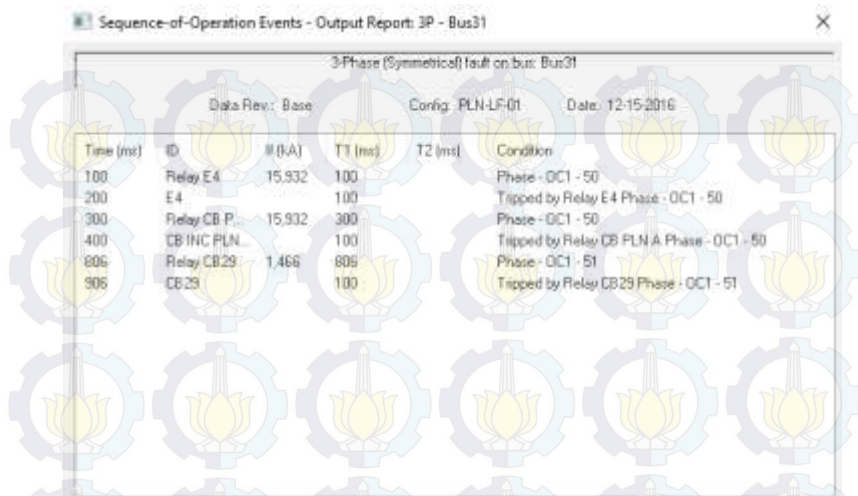 Sequence-of-Operation Events - Output Report: 3P - Bus31
3-Phase (Symmetrical) fault on bus: Bus31
Data Rev.: Base Config: PLN-LF-01 Date: 12-15-2016
Time (ms) ID If (kA) T1 (ms) T2 (ms) Condition
100 Relay E4 15,932 100 Phase - OC1 - 50
200 E4 100 Tripped by Relay E4 Phase - OC1 - 50
300 Relay CB P... 15,932 300 Phase - OC1 - 50
400 CB INC PLN... 100 Tripped by Relay CB PLN A Phase - OC1 - 50
806 Relay CB29 1,466 806 Phase - OC1 - 51
906 CB29 100 Tripped by Relay CB29 Phase - OC1 - 51